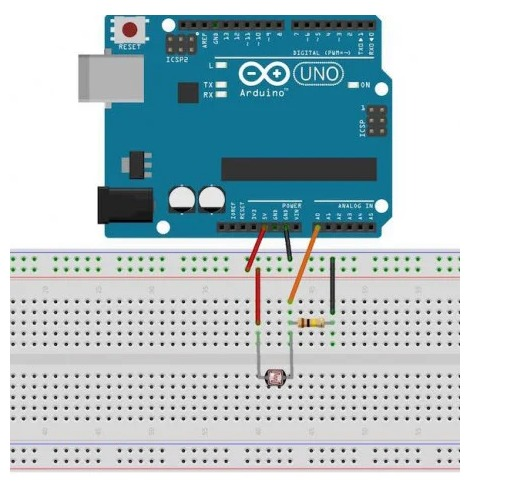 RESET
ICSP2
AREF
GND
13
12
~11
~10
~9
8
7
~6
~5
4
~3
2
TX0▶1
RX0◀0
DIGITAL (PWM~)
L
TX
RX
UNO
Arduino™
ON
1
ICSP
IOREF
RESET
3V3
5V
GND
GND
VIN
POWER
ANALOG IN
A0
A1
A2
A3
A4
A5